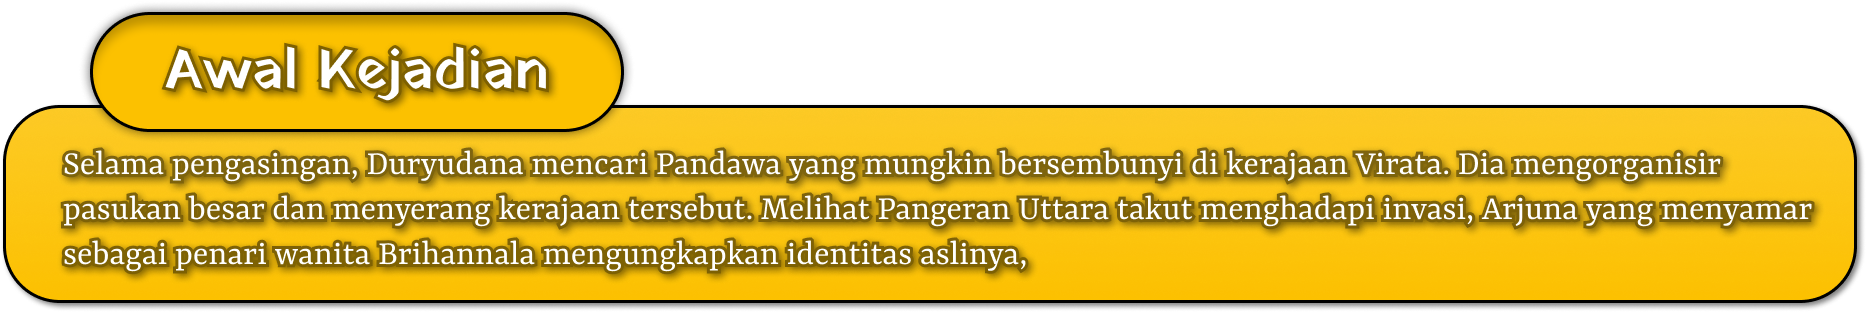 Awal Kejadian
Selama pengasingan, Duryudana mencari Pandawa yang mungkin bersembunyi di kerajaan Virata. Dia mengorganisir
pasukan besar dan menyerang kerajaan tersebut. Melihat Pangeran Uttara takut menghadapi invasi, Arjuna yang menyamar
sebagai penari wanita Brihannala mengungkapkan identitas aslinya,